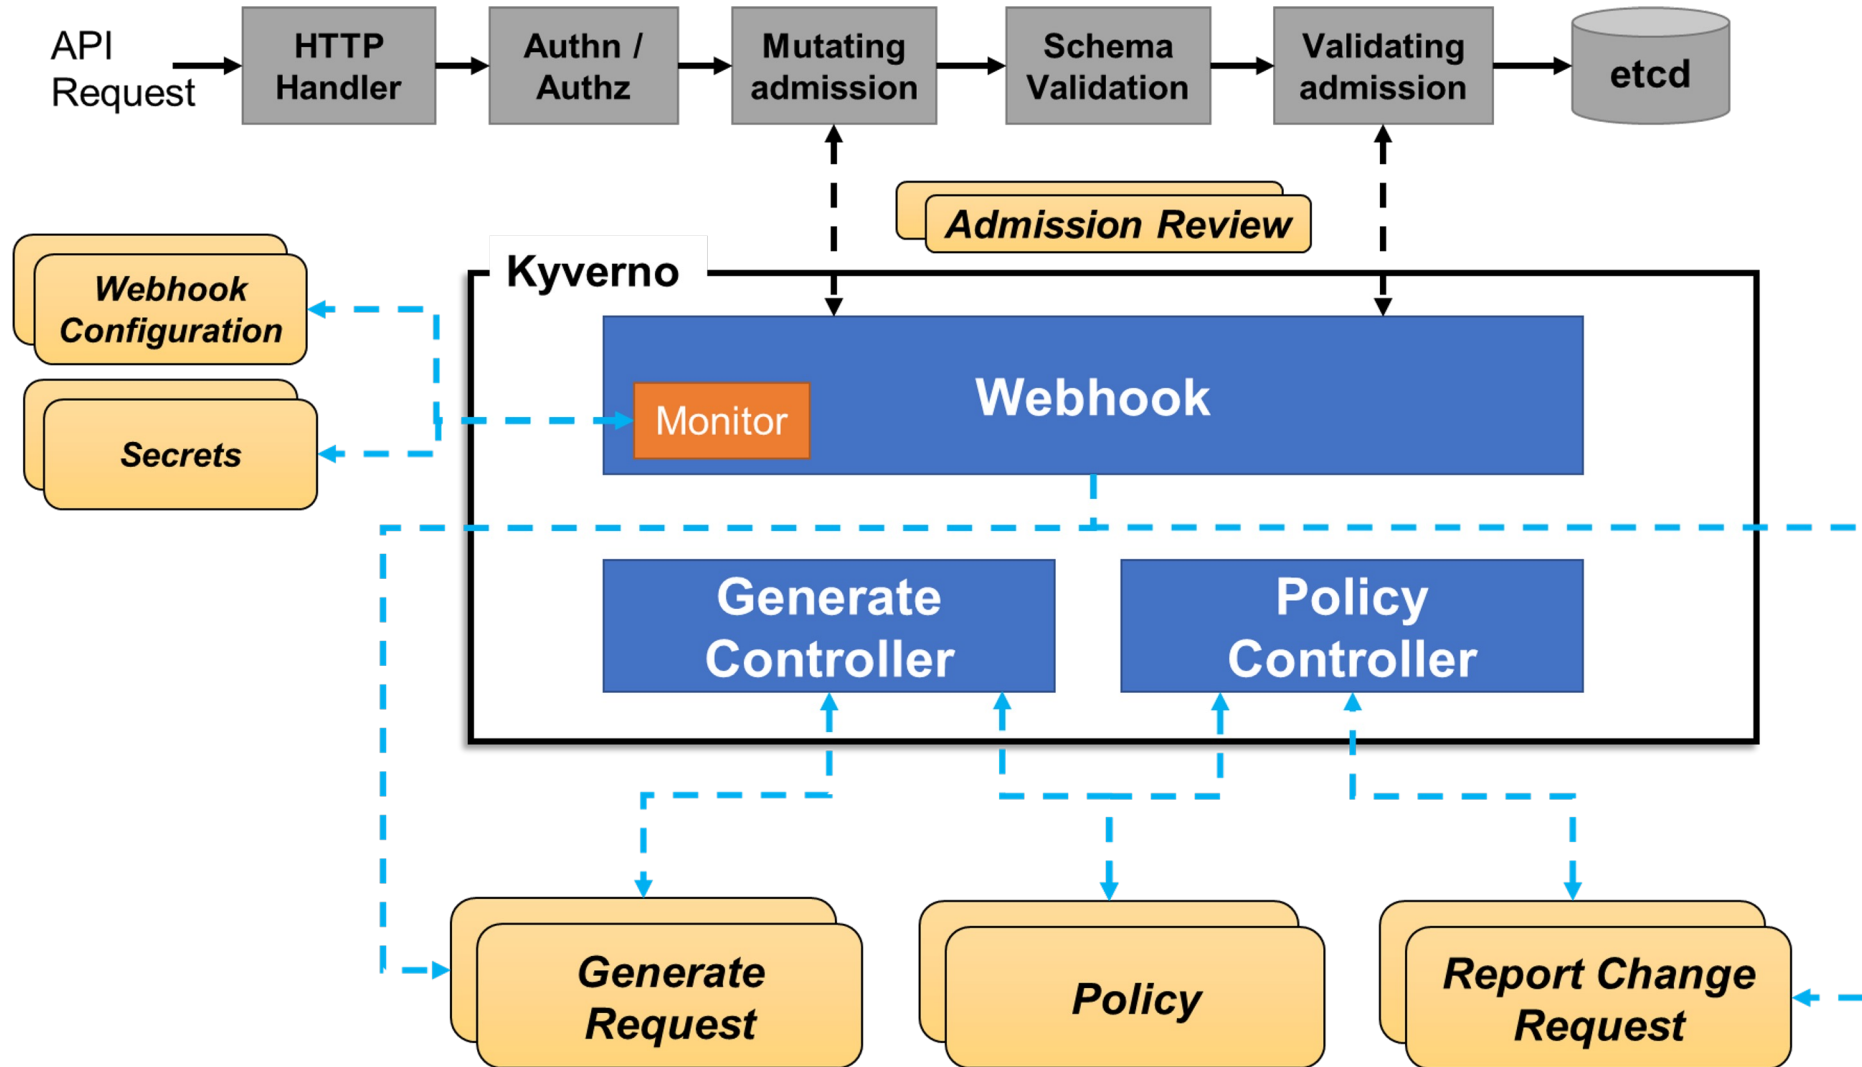 API
Request
HTTP
Handler
Authn /
Authz
Mutating
admission
Schema
Validation
Validating
admission
etcd
Admission Review
Kyverno
Webhook
Configuration
Secrets
Monitor
Webhook
Generate
Controller
Policy
Controller
Generate
Request
Policy
Report Change
Request